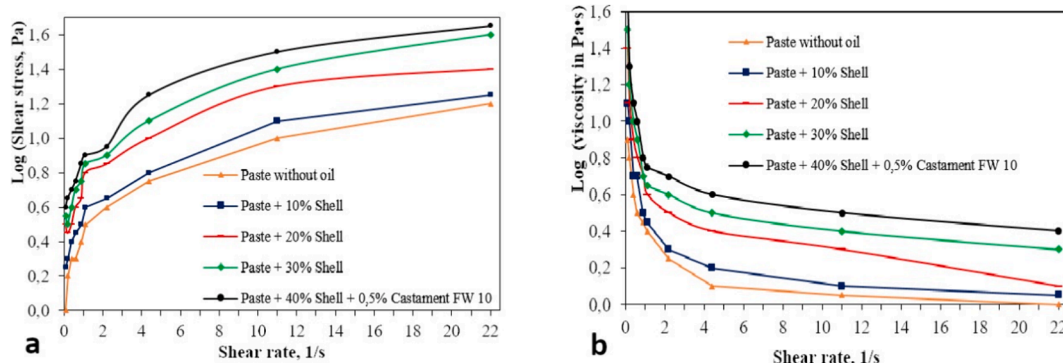 Log (Shear stress, Pa)
1,6
1.4
1.2
1.0
0.8
0,6
0.4
0,2
0,0
0 2 4 6 8 10 12 14 16 18 20 22
Shear rate, 1/s
Paste without oil
Paste + 10% Shell
Paste + 20% Shell
Paste + 30% Shell
Paste + 40% Shell + 0,5% Castament FW 10
a
Log (viscosity in Pa•s)
1,6
1,4
1,2
1,0
0,8
0,6
0,4
0,2
0,0
0 2 4 6 8 10 12 14 16 18 20 22
Shear rate, 1/s
Paste without oil
Paste + 10% Shell
Paste + 20% Shell
Paste + 30% Shell
Paste + 40% Shell + 0,5% Castament FW 10
b